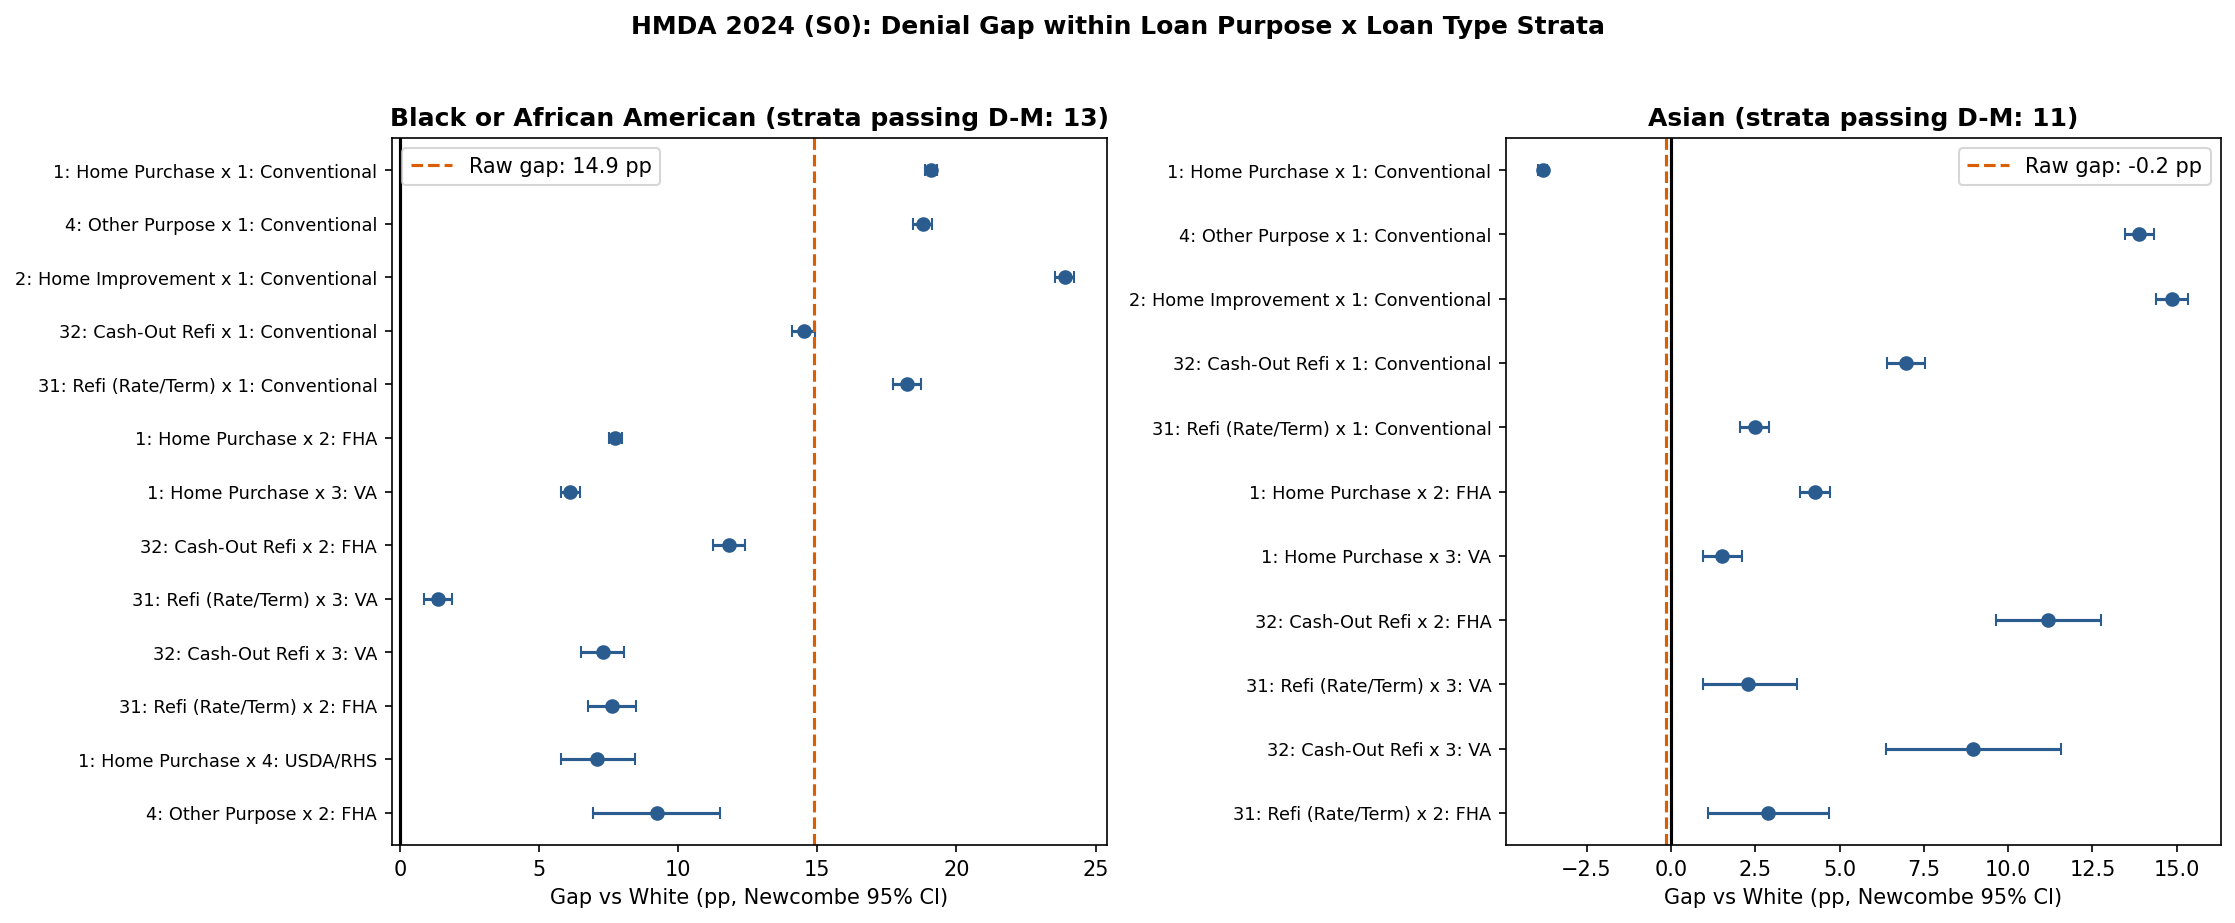 HMDA 2024 (S0): Denial Gap within Loan Purpose x Loan Type Strata
Black or African American (strata passing D-M: 13)
Raw gap: 14.9 pp
1: Home Purchase x 1: Conventional
4: Other Purpose x 1: Conventional
2: Home Improvement x 1: Conventional
32: Cash-Out Refi x 1: Conventional
31: Refi (Rate/Term) x 1: Conventional
1: Home Purchase x 2: FHA
1: Home Purchase x 3: VA
32: Cash-Out Refi x 2: FHA
31: Refi (Rate/Term) x 3: VA
32: Cash-Out Refi x 3: VA
31: Refi (Rate/Term) x 2: FHA
1: Home Purchase x 4: USDA/RHS
4: Other Purpose x 2: FHA
0 5 10 15 20 25
Gap vs White (pp, Newcombe 95% CI)
Asian (strata passing D-M: 11)
Raw gap: -0.2 pp
1: Home Purchase x 1: Conventional
4: Other Purpose x 1: Conventional
2: Home Improvement x 1: Conventional
32: Cash-Out Refi x 1: Conventional
31: Refi (Rate/Term) x 1: Conventional
1: Home Purchase x 2: FHA
1: Home Purchase x 3: VA
32: Cash-Out Refi x 2: FHA
31: Refi (Rate/Term) x 3: VA
32: Cash-Out Refi x 3: VA
31: Refi (Rate/Term) x 2: FHA
−2.5 0.0 2.5 5.0 7.5 10.0 12.5 15.0
Gap vs White (pp, Newcombe 95% CI)